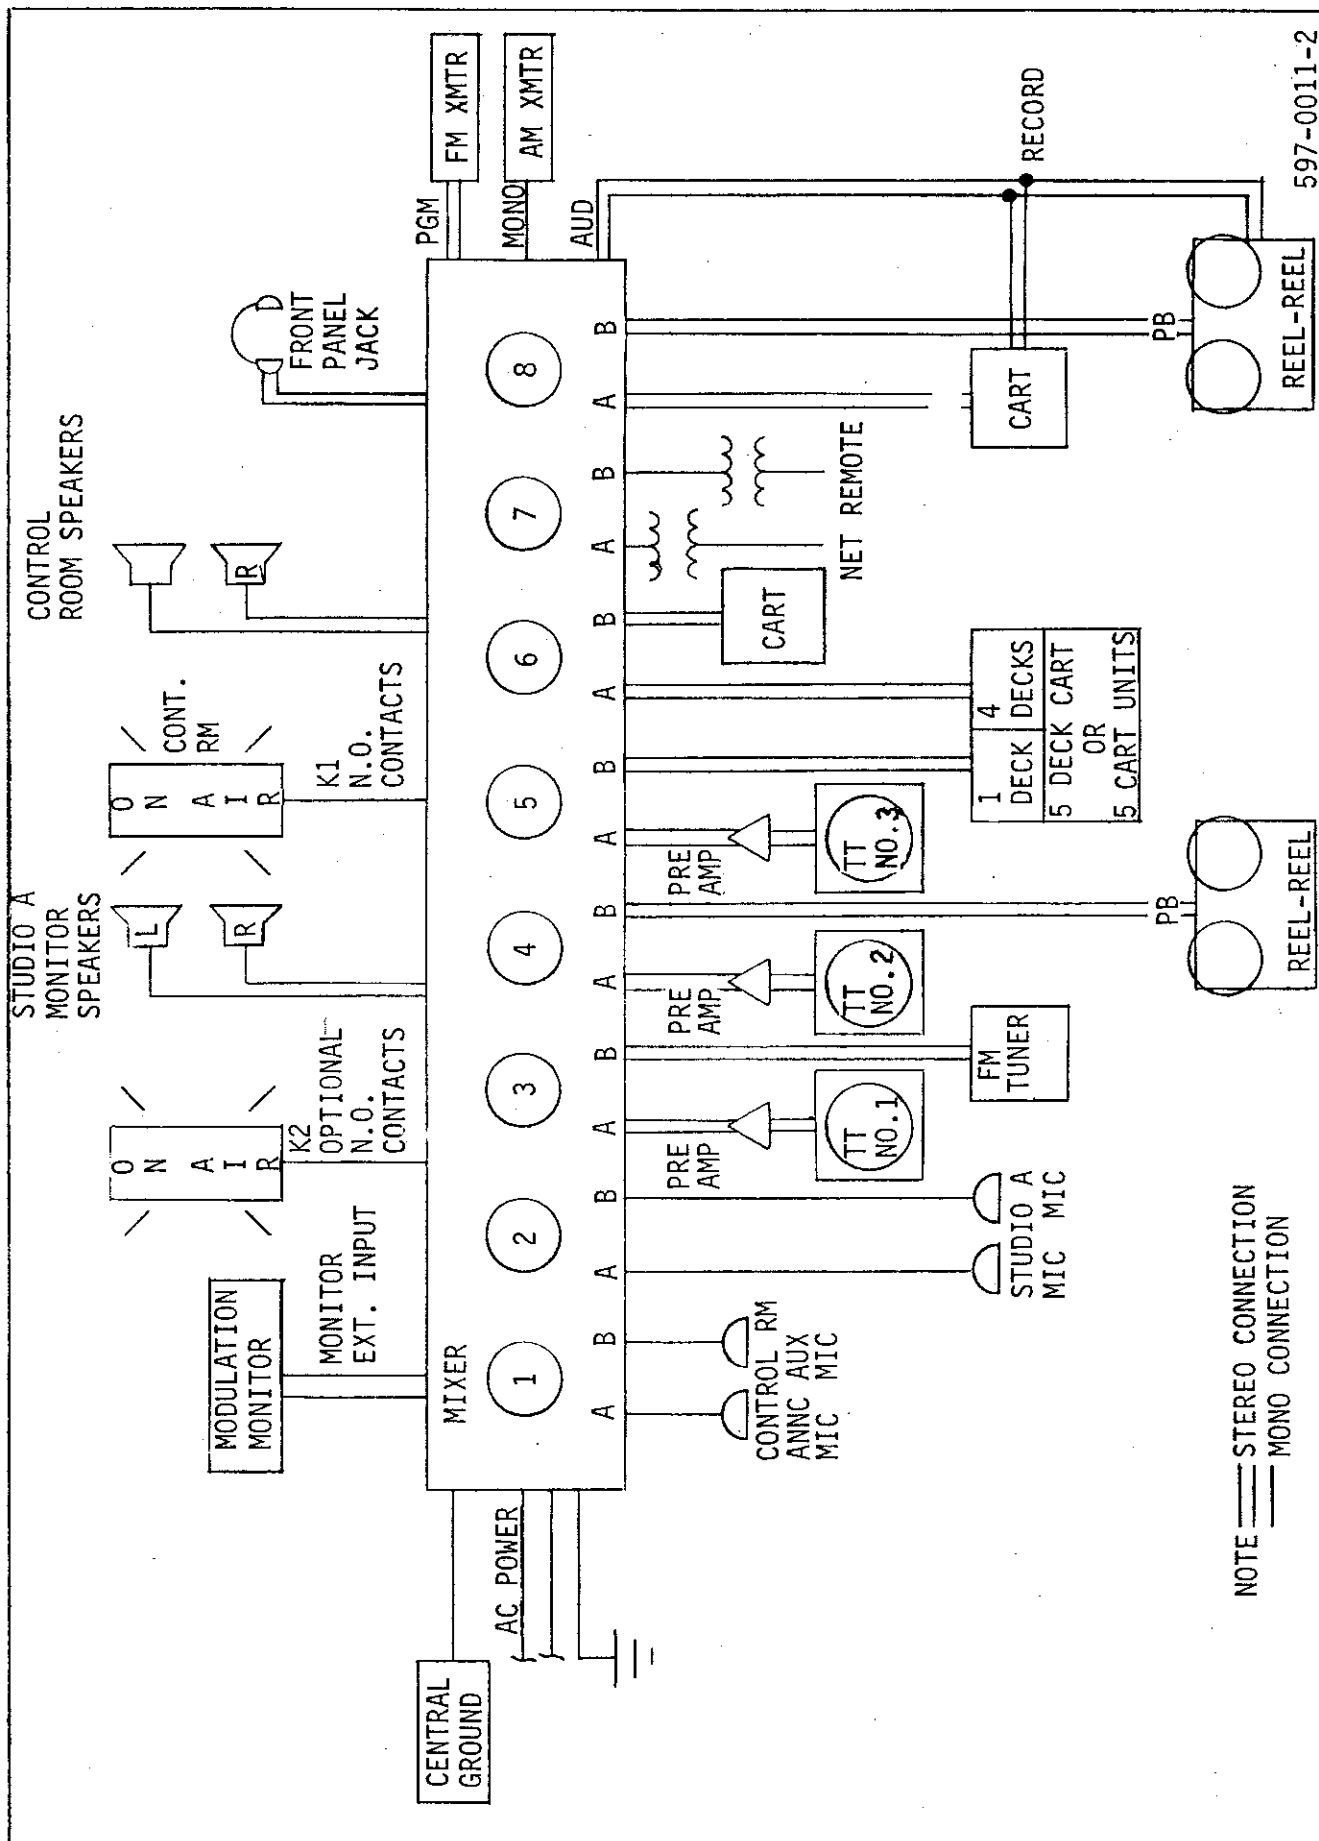 STUDIO A
MONITOR
SPEAKERS
CONTROL
ROOM SPEAKERS
MODULATION
MONITOR
MONITOR
EXT. INPUT
ON AIR
K2
OPTIONAL
N.O.
CONTACTS
L
R
ON AIR
CONT.
RM
K1
N.O.
CONTACTS
R
FRONT
PANEL
JACK
CENTRAL
GROUND
AC POWER
MIXER
1
2
3
4
5
6
7
8
PGM
FM XMTR
MONO
AM XMTR
AUD
A
B
A
B
A
B
A
B
A
B
A
B
A
B
A
B
CONTROL RM
ANNC AUX
MIC MIC
STUDIO A
MIC MIC
PRE
AMP
TT
NO.1
FM
TUNER
PRE
AMP
TT
NO.2
PB
REEL-REEL
PRE
AMP
TT
NO.3
1
DECK
4
DECKS
5 DECK CART
OR
5 CART UNITS
CART
NET REMOTE
CART
RECORD
PB
REEL-REEL
NOTE STEREO CONNECTION
MONO CONNECTION
597-0011-2